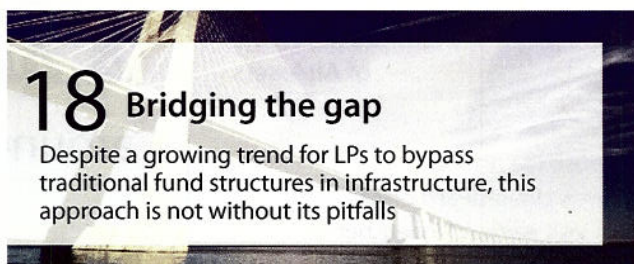 18 Bridging the gap
Despite a growing trend for LPs to bypass
traditional fund structures in infrastructure, this
approach is not without its pitfalls